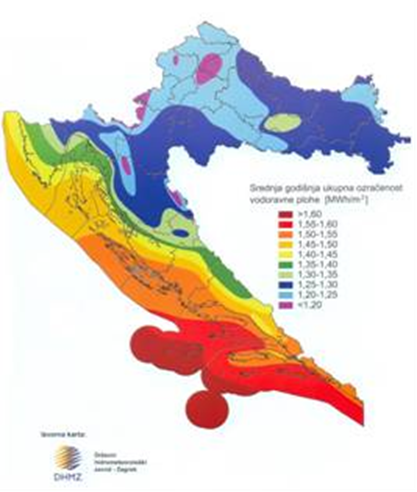 Srednja godišnja ukupna ozračenost
vodoravne plohe [MWh/m²]
>1,60
1,55-1,60
1,50-1,55
1,45-1,50
1,40-1,45
1,35-1,40
1,30-1,35
1,25-1,30
1,20-1,25
<1,20
Izvorna karta:
DHMZ
Državni
hidrometeorološki
zavod - Zagreb